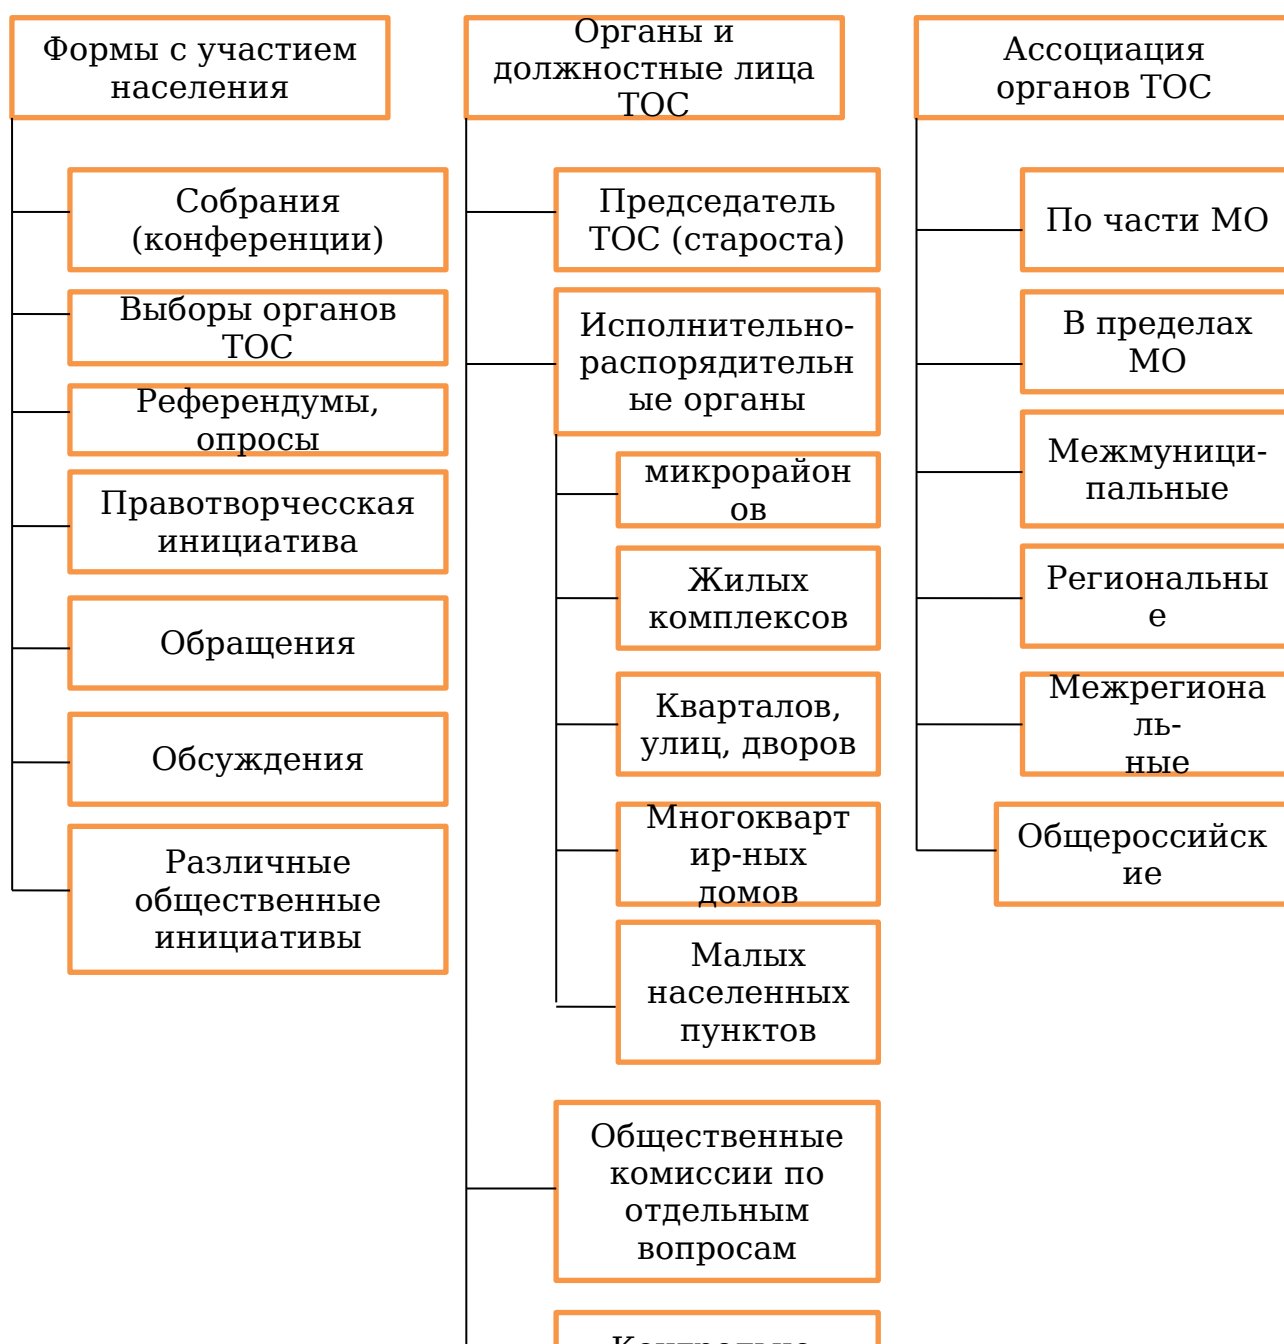 Формы с участием
населения
Собрания
(конференции)
Выборы органов
ТОС
Референдумы,
опросы
Правотворчесская
инициатива
Обращения
Обсуждения
Различные
общественные
инициативы
Органы и
должностные лица
ТОС
Председатель
ТОС (староста)
Исполнительно-
распорядительн
ые органы
микрорайон
ов
Жилых
комплексов
Кварталов,
улиц, дворов
Многокварт
ир-ных
домов
Малых
населенных
пунктов
Общественные
комиссии по
отдельным
вопросам
Ассоциация
органов ТОС
По части МО
В пределах
МО
Межмуници-
пальные
Региональны
е
Межрегиона
ль-
ные
Общероссийск
ие